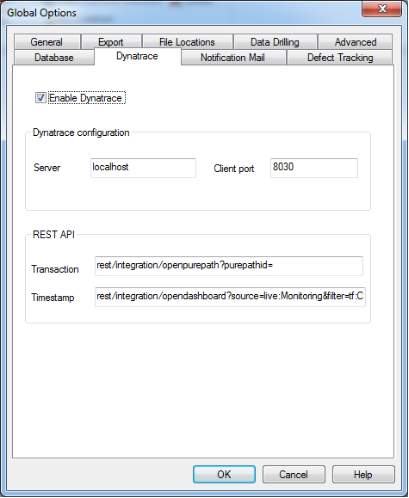 Global Options
General Export File Locations Data Drilling Advanced
Database Dynatrace Notification Mail Defect Tracking
Enable Dynatrace
Dynatrace configuration
Server localhost Client port 8030
REST API
Transaction rest/integration/openpurepath?purepathid=
Timestamp rest/integration/opendashboard?source=live:Monitoring&filter=tf:C
OK Cancel Help